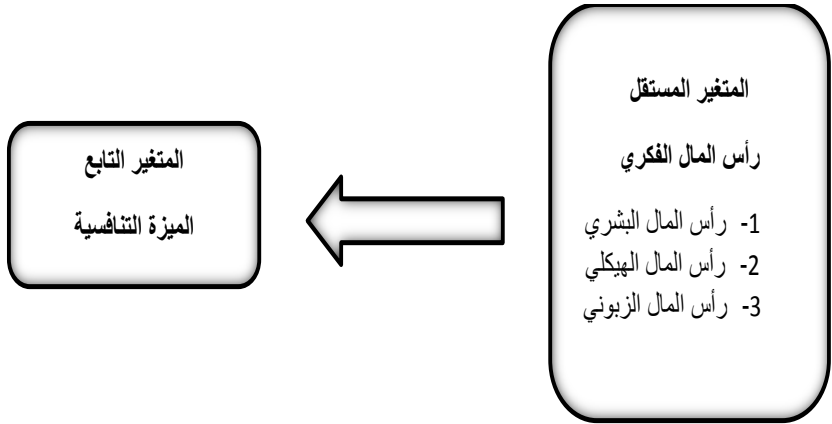 المتغير المستقل
رأس المال الفكري
1- رأس المال البشري
2- رأس المال الهيكلي
3- رأس المال الزبوني
المتغير التابع
الميزة التنافسية